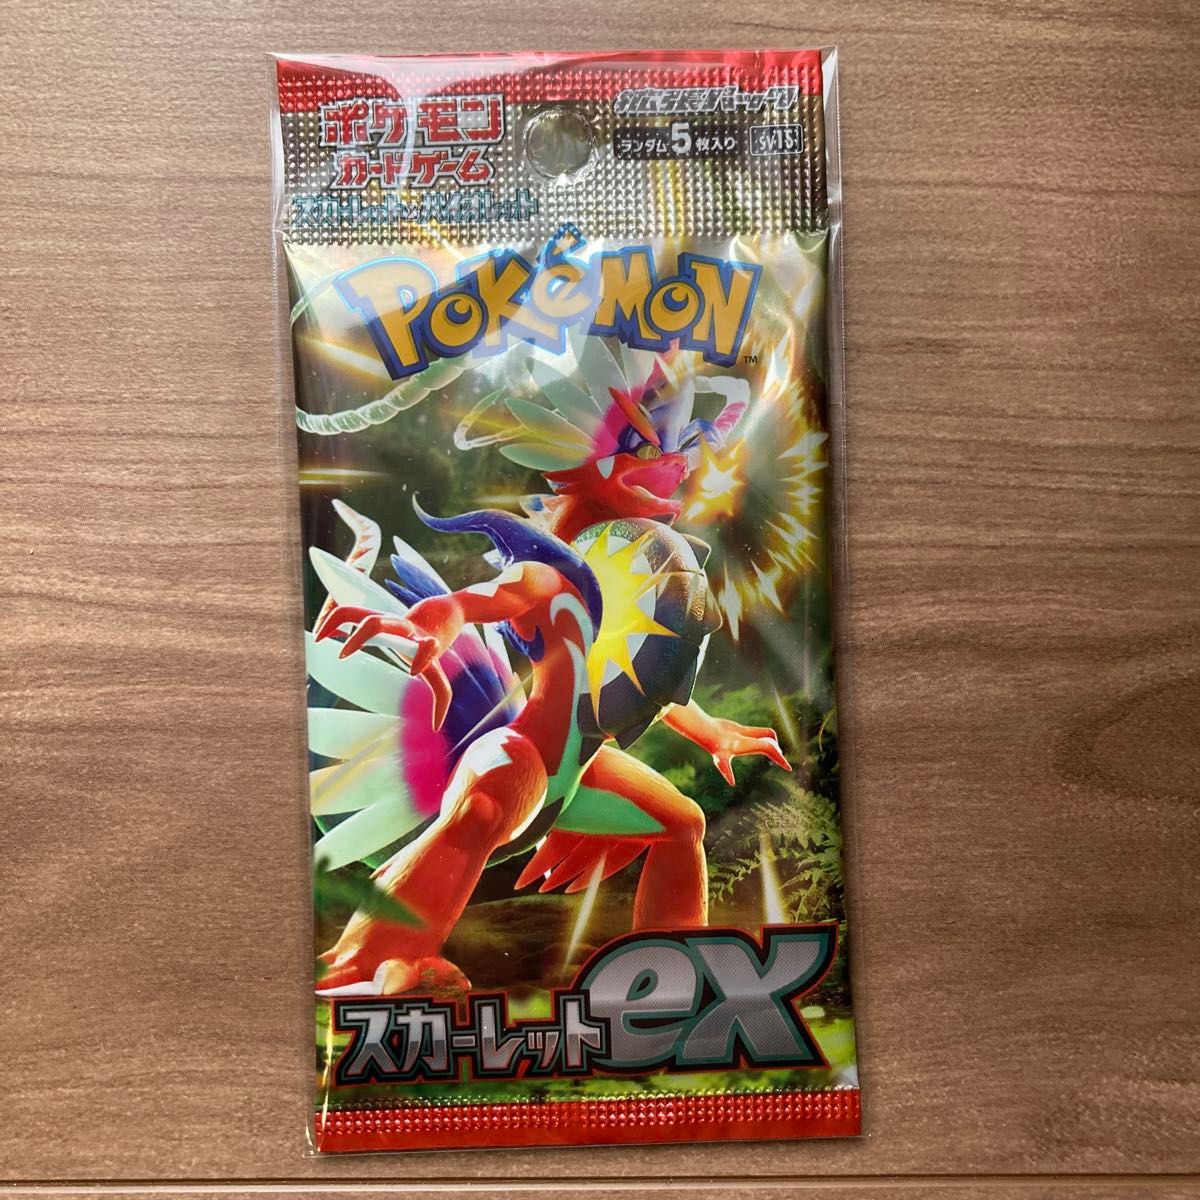 ポケモン
カードゲーム
スカーレット&バイオレット
拡張パック
ランダム5枚入り
SV1S
POKéMON
™
スカーレットex